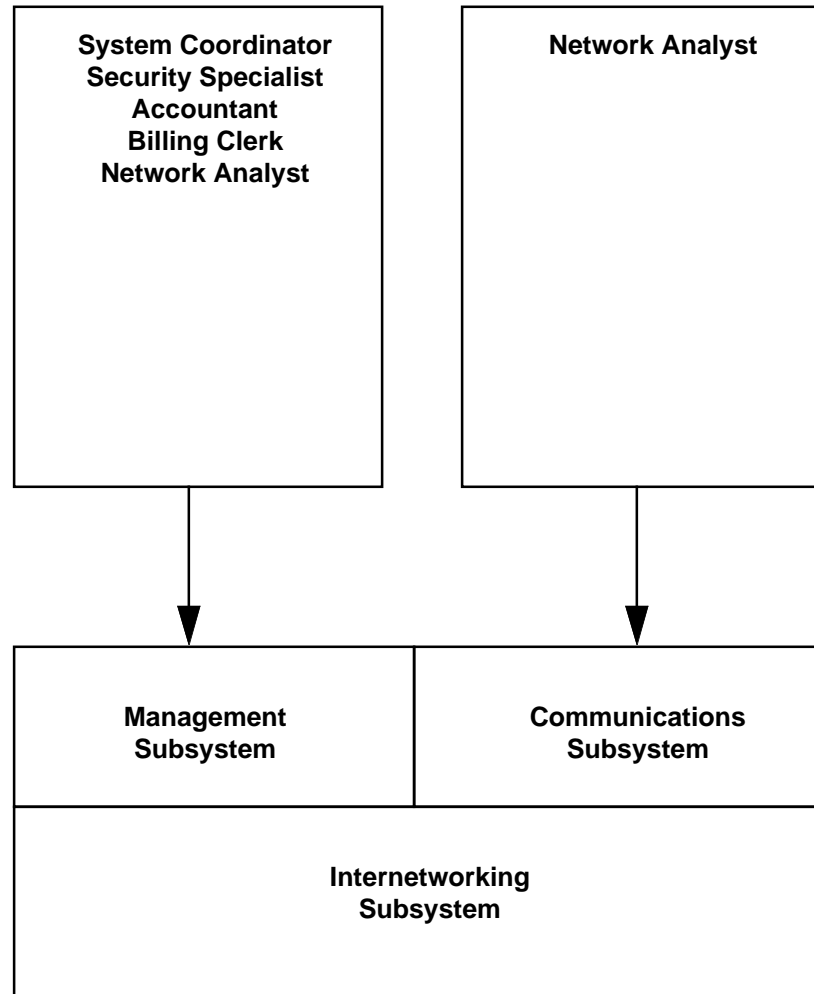 System Coordinator
Security Specialist
Accountant
Billing Clerk
Network Analyst
Network Analyst
Management
Subsystem
Communications
Subsystem
Internetworking
Subsystem